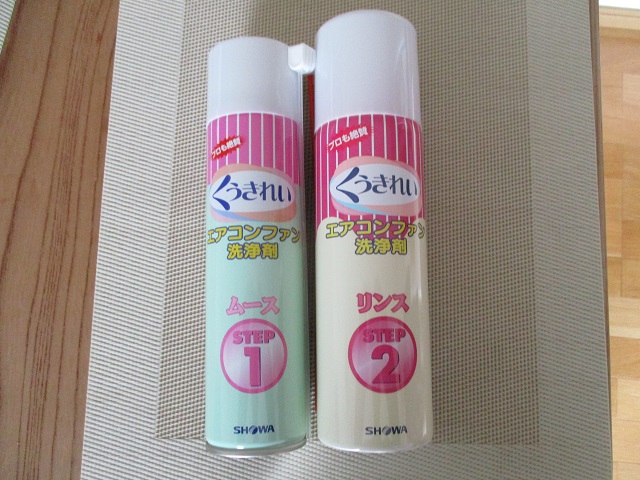 プロも絶賛
くうきれい
エアコンファン
洗浄剤
ムース
STEP
1
SHOWA
プロも絶賛
くうきれい
エアコンファン
洗浄剤
リンス
STEP
2
SHOWA